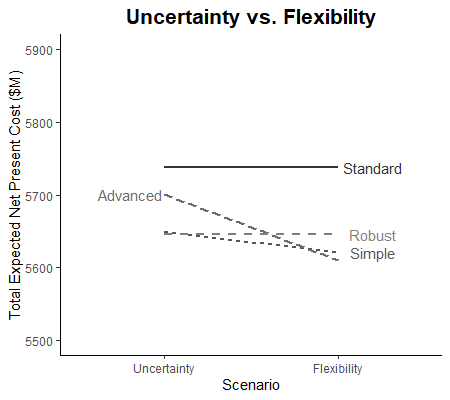 Uncertainty vs. Flexibility
Total Expected Net Present Cost ($M)
5900
5800
5700
5600
5500
Standard
Advanced
Robust
Simple
Uncertainty
Flexibility
Scenario